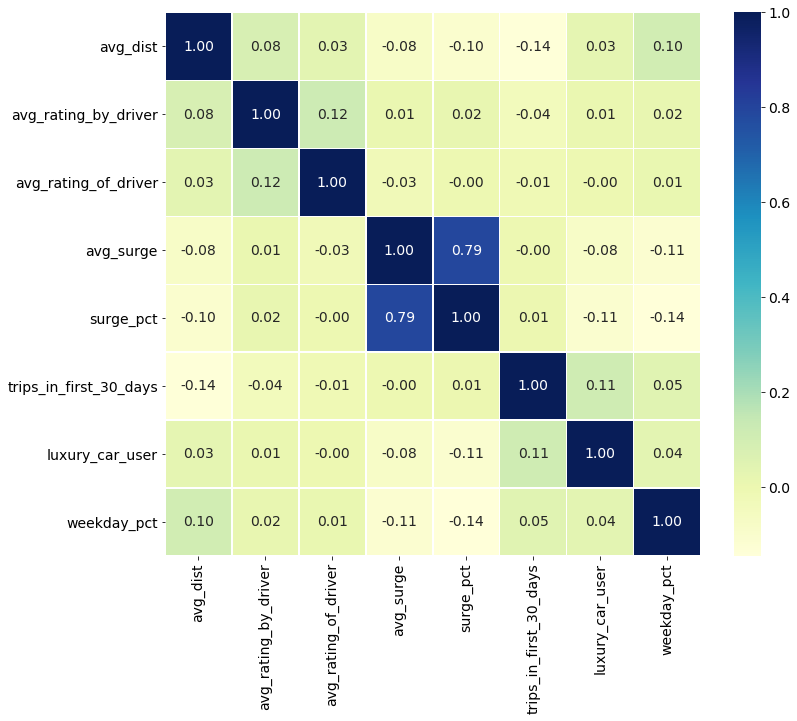 avg_dist 1.00 0.08 0.03 -0.08 -0.10 -0.14 0.03 0.10
avg_rating_by_driver 0.08 1.00 0.12 0.01 0.02 -0.04 0.01 0.02
avg_rating_of_driver 0.03 0.12 1.00 -0.03 -0.00 -0.01 -0.00 0.01
avg_surge -0.08 0.01 -0.03 1.00 0.79 -0.00 -0.08 -0.11
surge_pct -0.10 0.02 -0.00 0.79 1.00 0.01 -0.11 -0.14
trips_in_first_30_days -0.14 -0.04 -0.01 -0.00 0.01 1.00 0.11 0.05
luxury_car_user 0.03 0.01 -0.00 -0.08 -0.11 0.11 1.00 0.04
weekday_pct 0.10 0.02 0.01 -0.11 -0.14 0.05 0.04 1.00
avg_dist
avg_rating_by_driver
avg_rating_of_driver
avg_surge
surge_pct
trips_in_first_30_days
luxury_car_user
weekday_pct
1.0
0.8
0.6
0.4
0.2
0.0